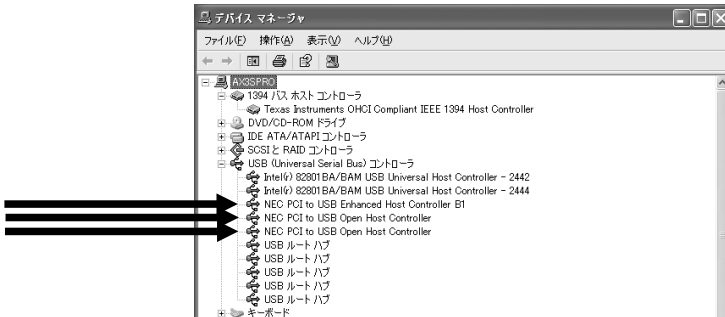 デバイス マネージャ
ファイル(F) 操作(A) 表示(V) ヘルプ(H)
AX3SPRO
1394 バス ホスト コントローラ
Texas Instruments OHCI Compliant IEEE 1394 Host Controller
DVD/CD-ROM ドライブ
IDE ATA/ATAPI コントローラ
SCSI と RAID コントローラ
USB (Universal Serial Bus) コントローラ
Intel(r) 82801BA/BAM USB Universal Host Controller - 2442
Intel(r) 82801BA/BAM USB Universal Host Controller - 2444
NEC PCI to USB Enhanced Host Controller B1
NEC PCI to USB Open Host Controller
NEC PCI to USB Open Host Controller
USB ルート ハブ
USB ルート ハブ
USB ルート ハブ
USB ルート ハブ
USB ルート ハブ
キーボード